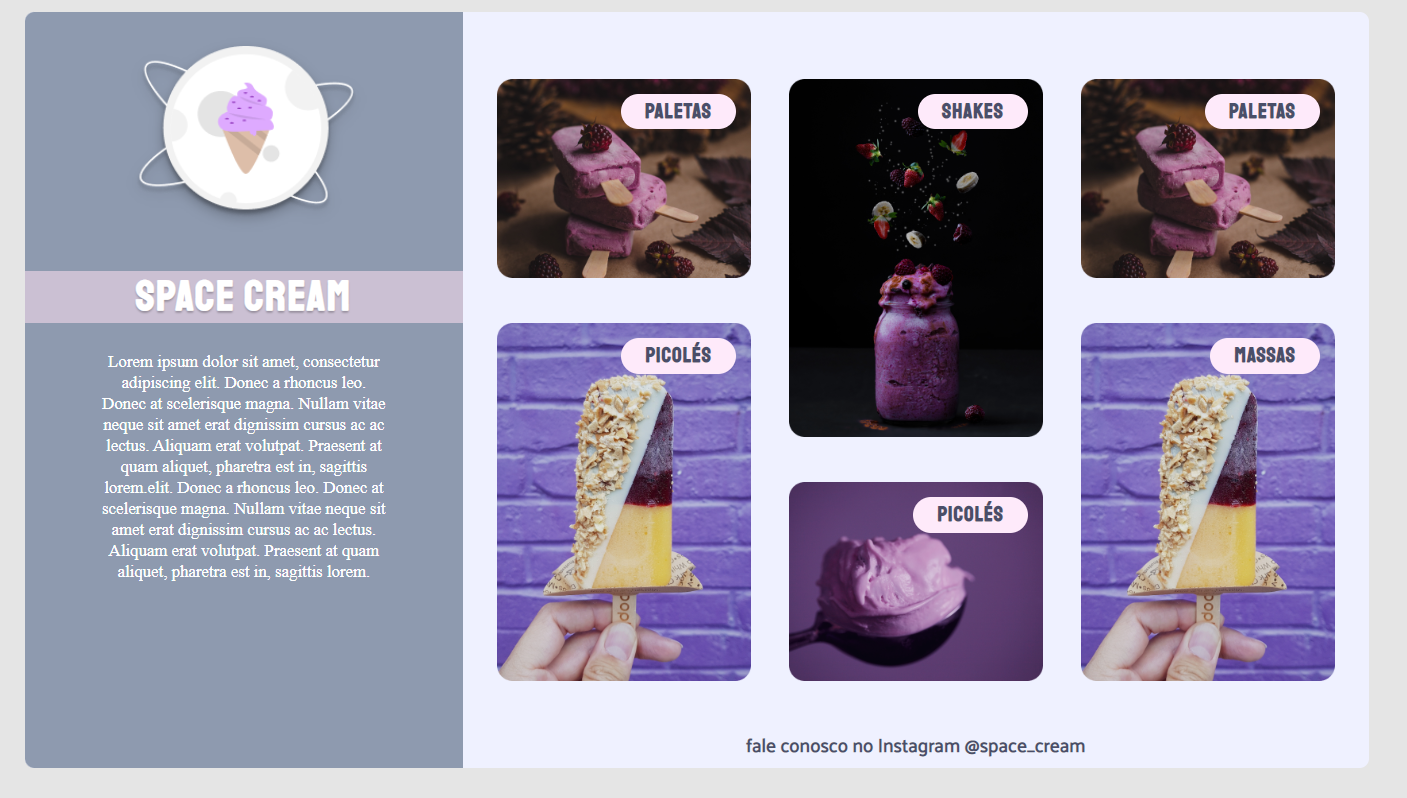 SPACE CREAM
Lorem ipsum dolor sit amet, consectetur
adipiscing elit. Donec a rhoncus leo.
Donec at scelerisque magna. Nullam vitae
neque sit amet erat dignissim cursus ac ac
lectus. Aliquam erat volutpat. Praesent at
quam aliquet, pharetra est in, sagittis
lorem.elit. Donec a rhoncus leo. Donec at
scelerisque magna. Nullam vitae neque sit
amet erat dignissim cursus ac ac lectus.
Aliquam erat volutpat. Praesent at quam
aliquet, pharetra est in, sagittis lorem.
PALETAS
SHAKES
PALETAS
PICOLÉS
MASSAS
PICOLÉS
fale conosco no Instagram @space_cream